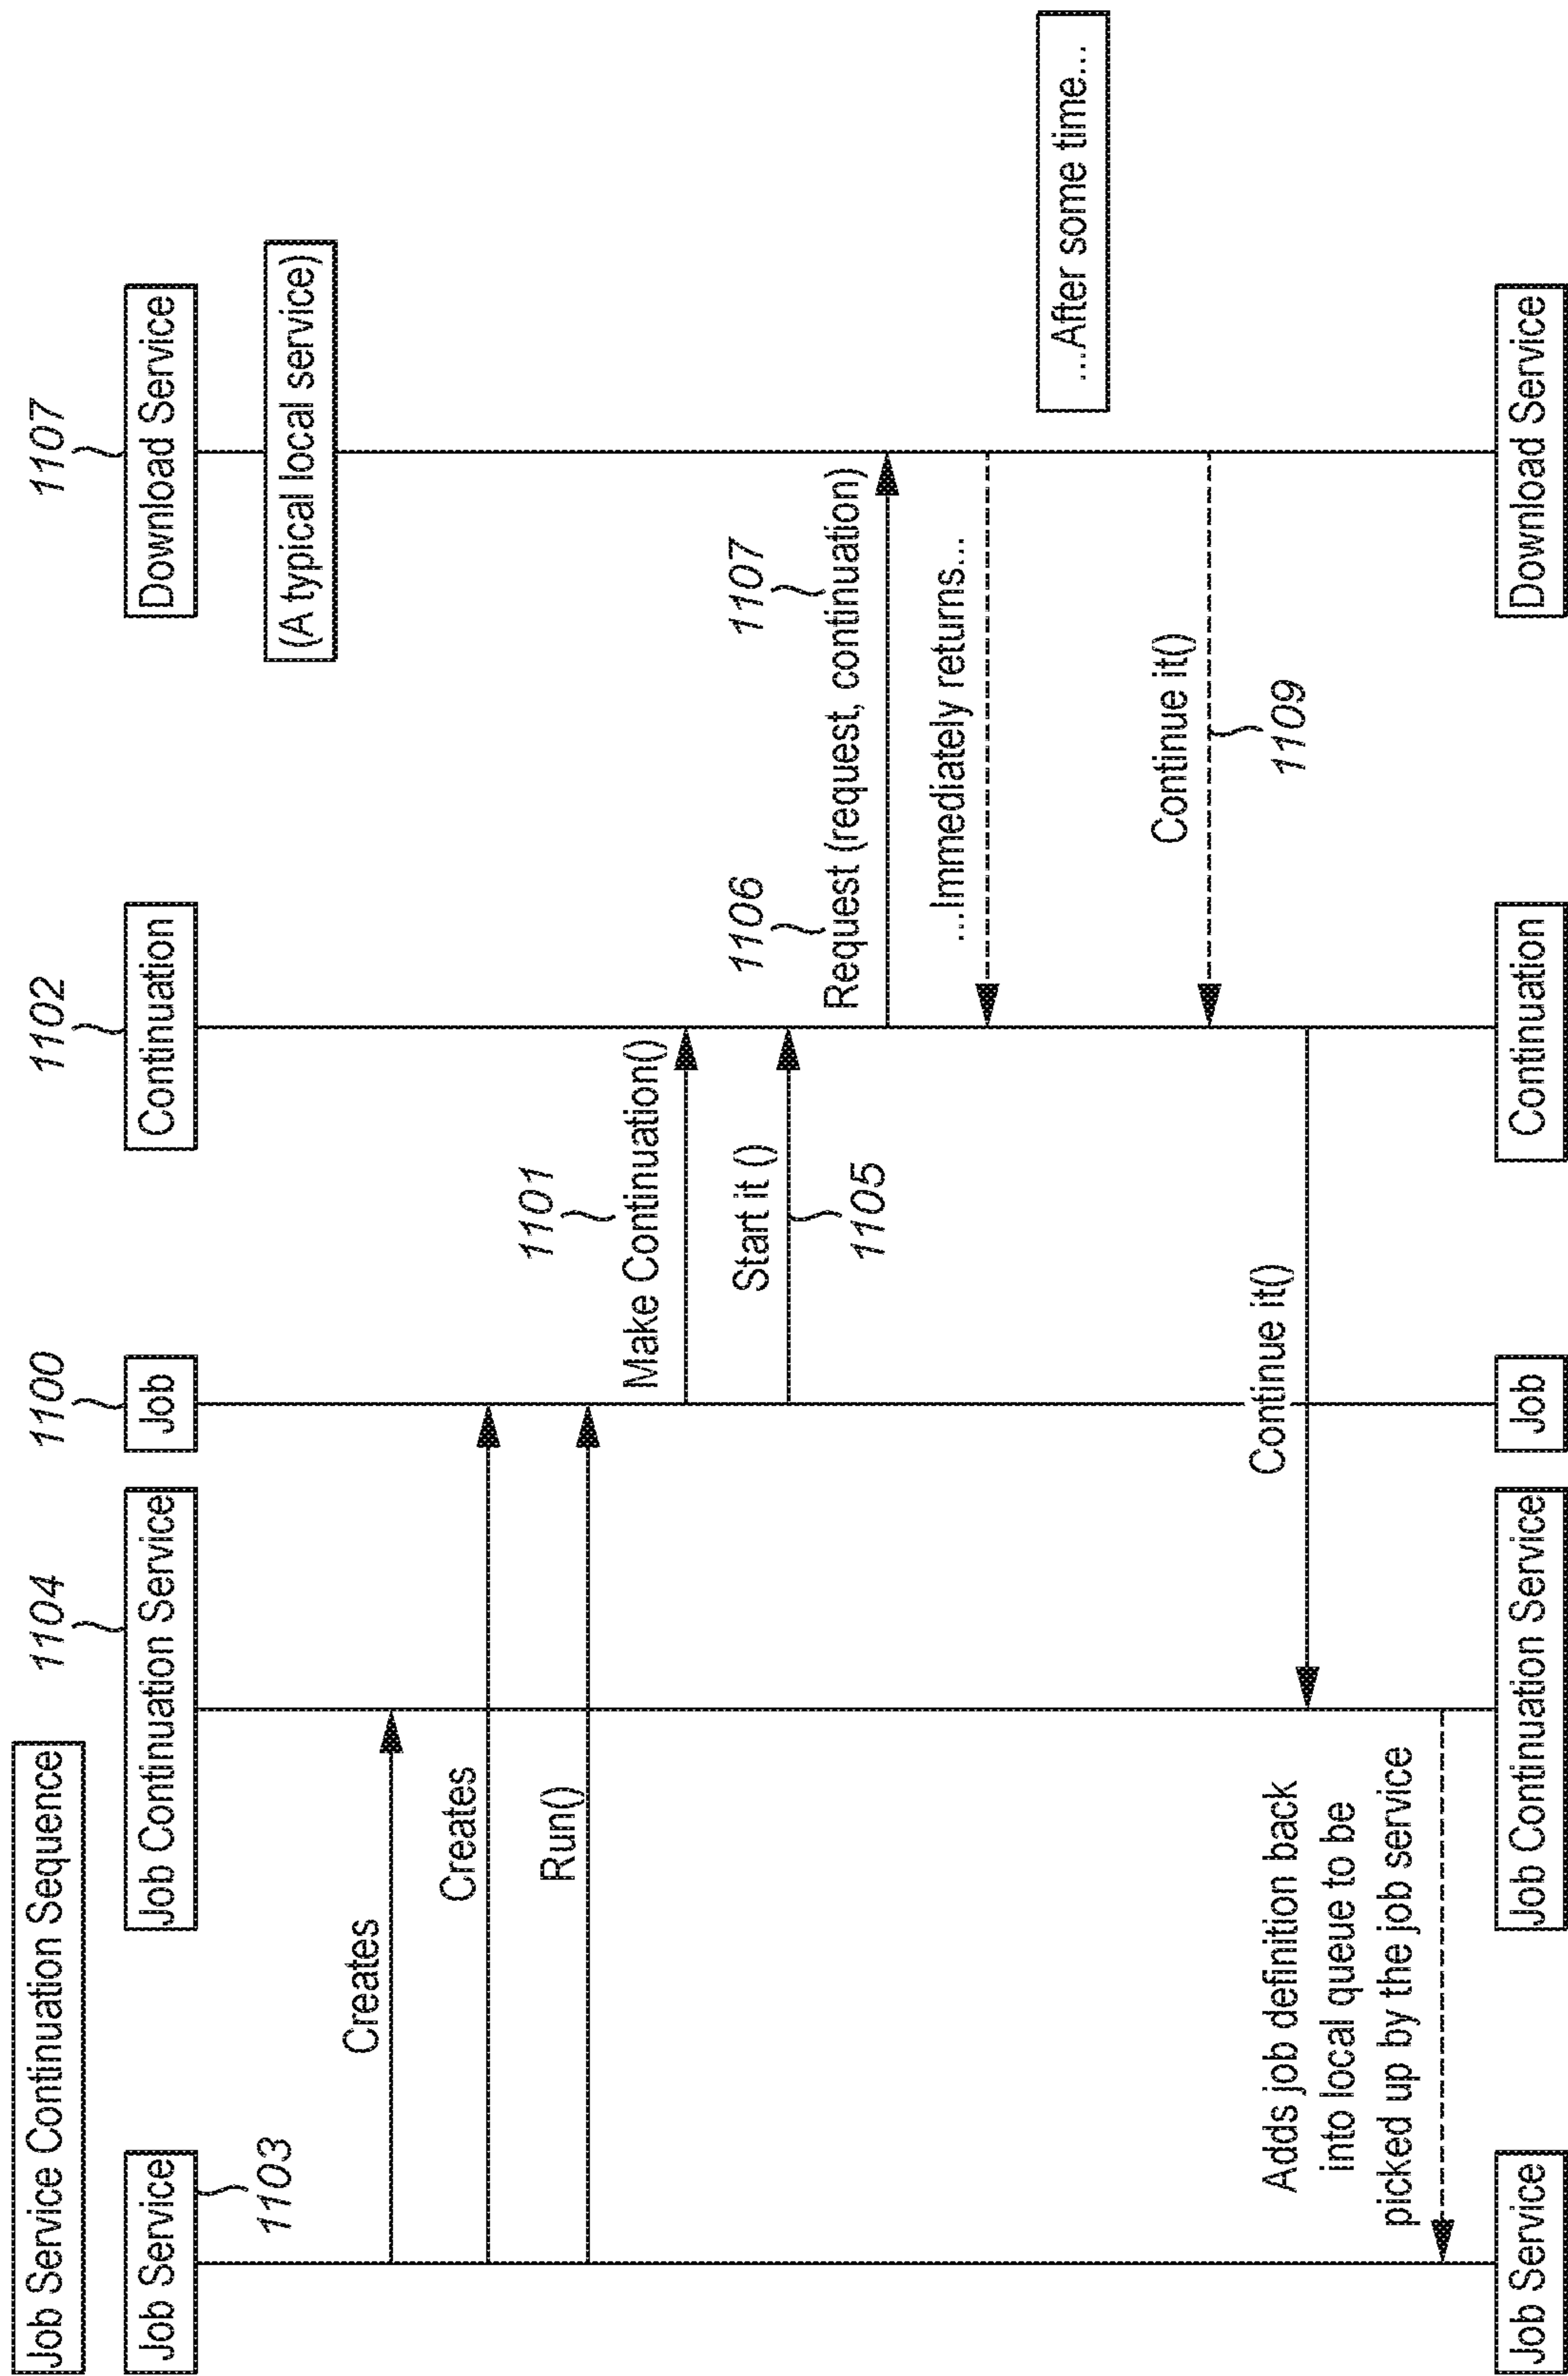 Job Service Continuation Sequence
1104
1100
1102
1107
Job Service
Job Continuation Service
Job
Continuation
Download Service
1103
(A typical local service)
Creates
Creates
Run()
1101
Make Continuation()
Start it ()
1105
1106
1107
Request (request, continuation)
...Immediately returns...
...After some time...
Continue it()
1109
Continue it()
Adds job definition back
into local queue to be
picked up by the job service
Job Service
Job Continuation Service
Job
Continuation
Download Service